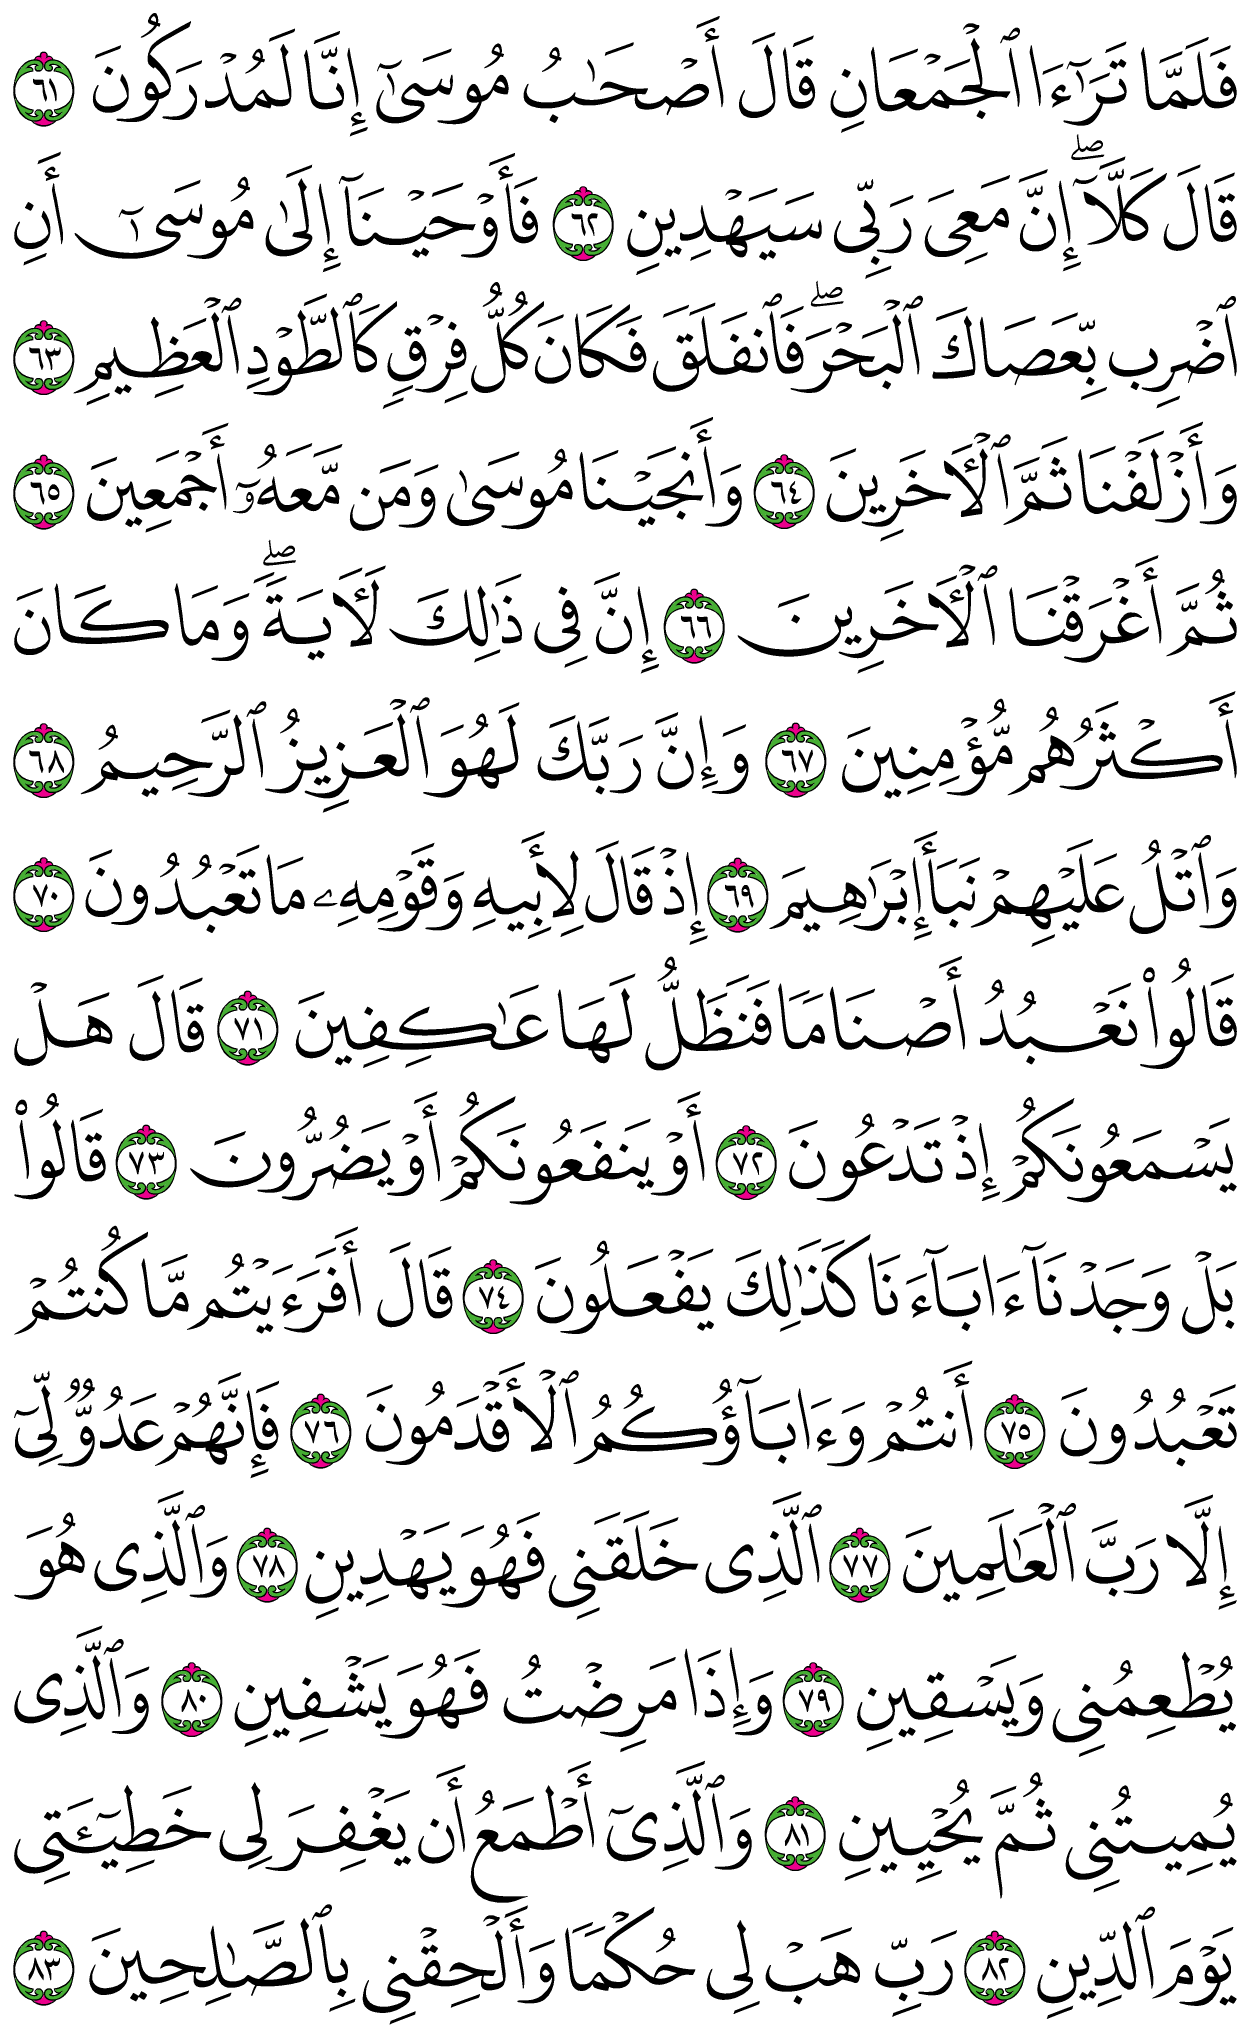 فَلَمَّا تَرَٰٓءَا ٱلْجَمْعَانِ قَالَ أَصْحَٰبُ مُوسَىٰٓ إِنَّا لَمُدْرَكُونَ ٦١
قَالَ كَلَّآ ۖ إِنَّ مَعِىَ رَبِّى سَيَهْدِينِ ٦٢ فَأَوْحَيْنَآ إِلَىٰ مُوسَىٰٓ أَنِ
ٱضْرِب بِّعَصَاكَ ٱلْبَحْرَ ۖ فَٱنفَلَقَ فَكَانَ كُلُّ فِرْقٍ كَٱلطَّوْدِ ٱلْعَظِيمِ ٦٣
وَأَزْلَفْنَا ثَمَّ ٱلْـَٔاخَرِينَ ٦٤ وَأَنجَيْنَا مُوسَىٰ وَمَن مَّعَهُۥٓ أَجْمَعِينَ ٦٥
ثُمَّ أَغْرَقْنَا ٱلْـَٔاخَرِينَ ٦٦ إِنَّ فِى ذَٰلِكَ لَـَٔايَةً ۖ وَمَا كَانَ
أَكْثَرُهُم مُّؤْمِنِينَ ٦٧ وَإِنَّ رَبَّكَ لَهُوَ ٱلْعَزِيزُ ٱلرَّحِيمُ ٦٨
وَٱتْلُ عَلَيْهِمْ نَبَأَ إِبْرَٰهِيمَ ٦٩ إِذْ قَالَ لِأَبِيهِ وَقَوْمِهِۦ مَا تَعْبُدُونَ ٧٠
قَالُوا۟ نَعْبُدُ أَصْنَامًا فَنَظَلُّ لَهَا عَٰكِفِينَ ٧١ قَالَ هَلْ
يَسْمَعُونَكُمْ إِذْ تَدْعُونَ ٧٢ أَوْ يَنفَعُونَكُمْ أَوْ يَضُرُّونَ ٧٣ قَالُوا۟
بَلْ وَجَدْنَآ ءَابَآءَنَا كَذَٰلِكَ يَفْعَلُونَ ٧٤ قَالَ أَفَرَءَيْتُم مَّا كُنتُمْ
تَعْبُدُونَ ٧٥ أَنتُمْ وَءَابَآؤُكُمُ ٱلْأَقْدَمُونَ ٧٦ فَإِنَّهُمْ عَدُوٌّ لِّىٓ
إِلَّا رَبَّ ٱلْعَٰلَمِينَ ٧٧ ٱلَّذِى خَلَقَنِى فَهُوَ يَهْدِينِ ٧٨ وَٱلَّذِى هُوَ
يُطْعِمُنِى وَيَسْقِينِ ٧٩ وَإِذَا مَرِضْتُ فَهُوَ يَشْفِينِ ٨٠ وَٱلَّذِى
يُمِيتُنِى ثُمَّ يُحْيِينِ ٨١ وَٱلَّذِىٓ أَطْمَعُ أَن يَغْفِرَ لِى خَطِيٓـَٔتِى
يَوْمَ ٱلدِّينِ ٨٢ رَبِّ هَبْ لِى حُكْمًا وَأَلْحِقْنِى بِٱلصَّٰلِحِينَ ٨٣